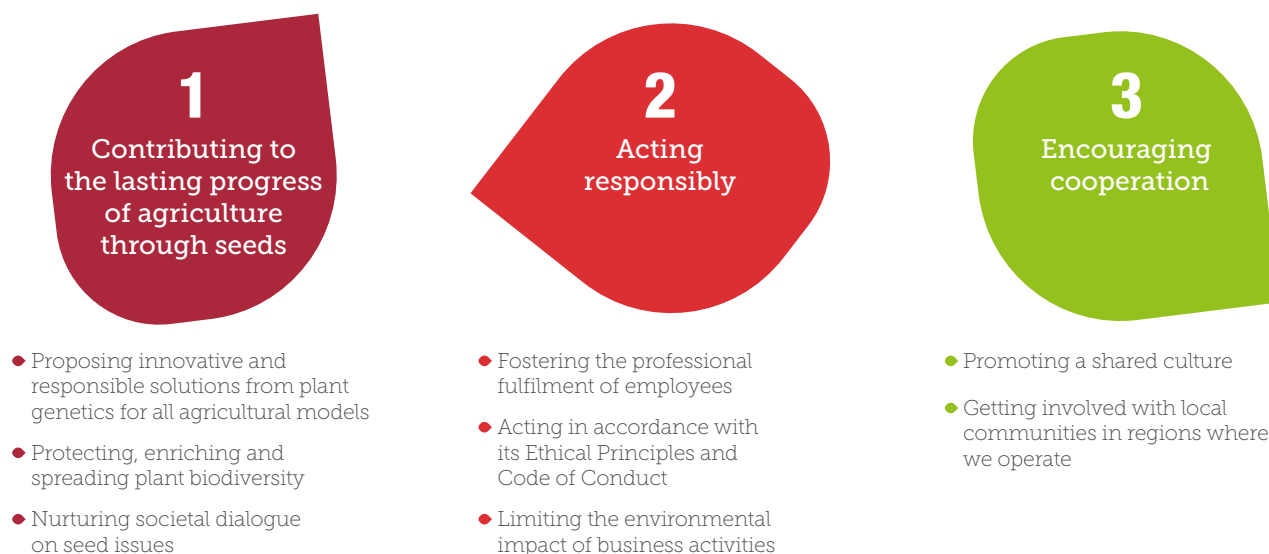 1
Contributing to
the lasting progress
of agriculture
through seeds
Proposing innovative and
responsible solutions from plant
genetics for all agricultural models
Protecting, enriching and
spreading plant biodiversity
Nurturing societal dialogue
on seed issues
2
Acting
responsibly
Fostering the professional
fulfilment of employees
Acting in accordance with
its Ethical Principles and
Code of Conduct
Limiting the environmental
impact of business activities
3
Encouraging
cooperation
Promoting a shared culture
Getting involved with local
communities in regions where
we operate